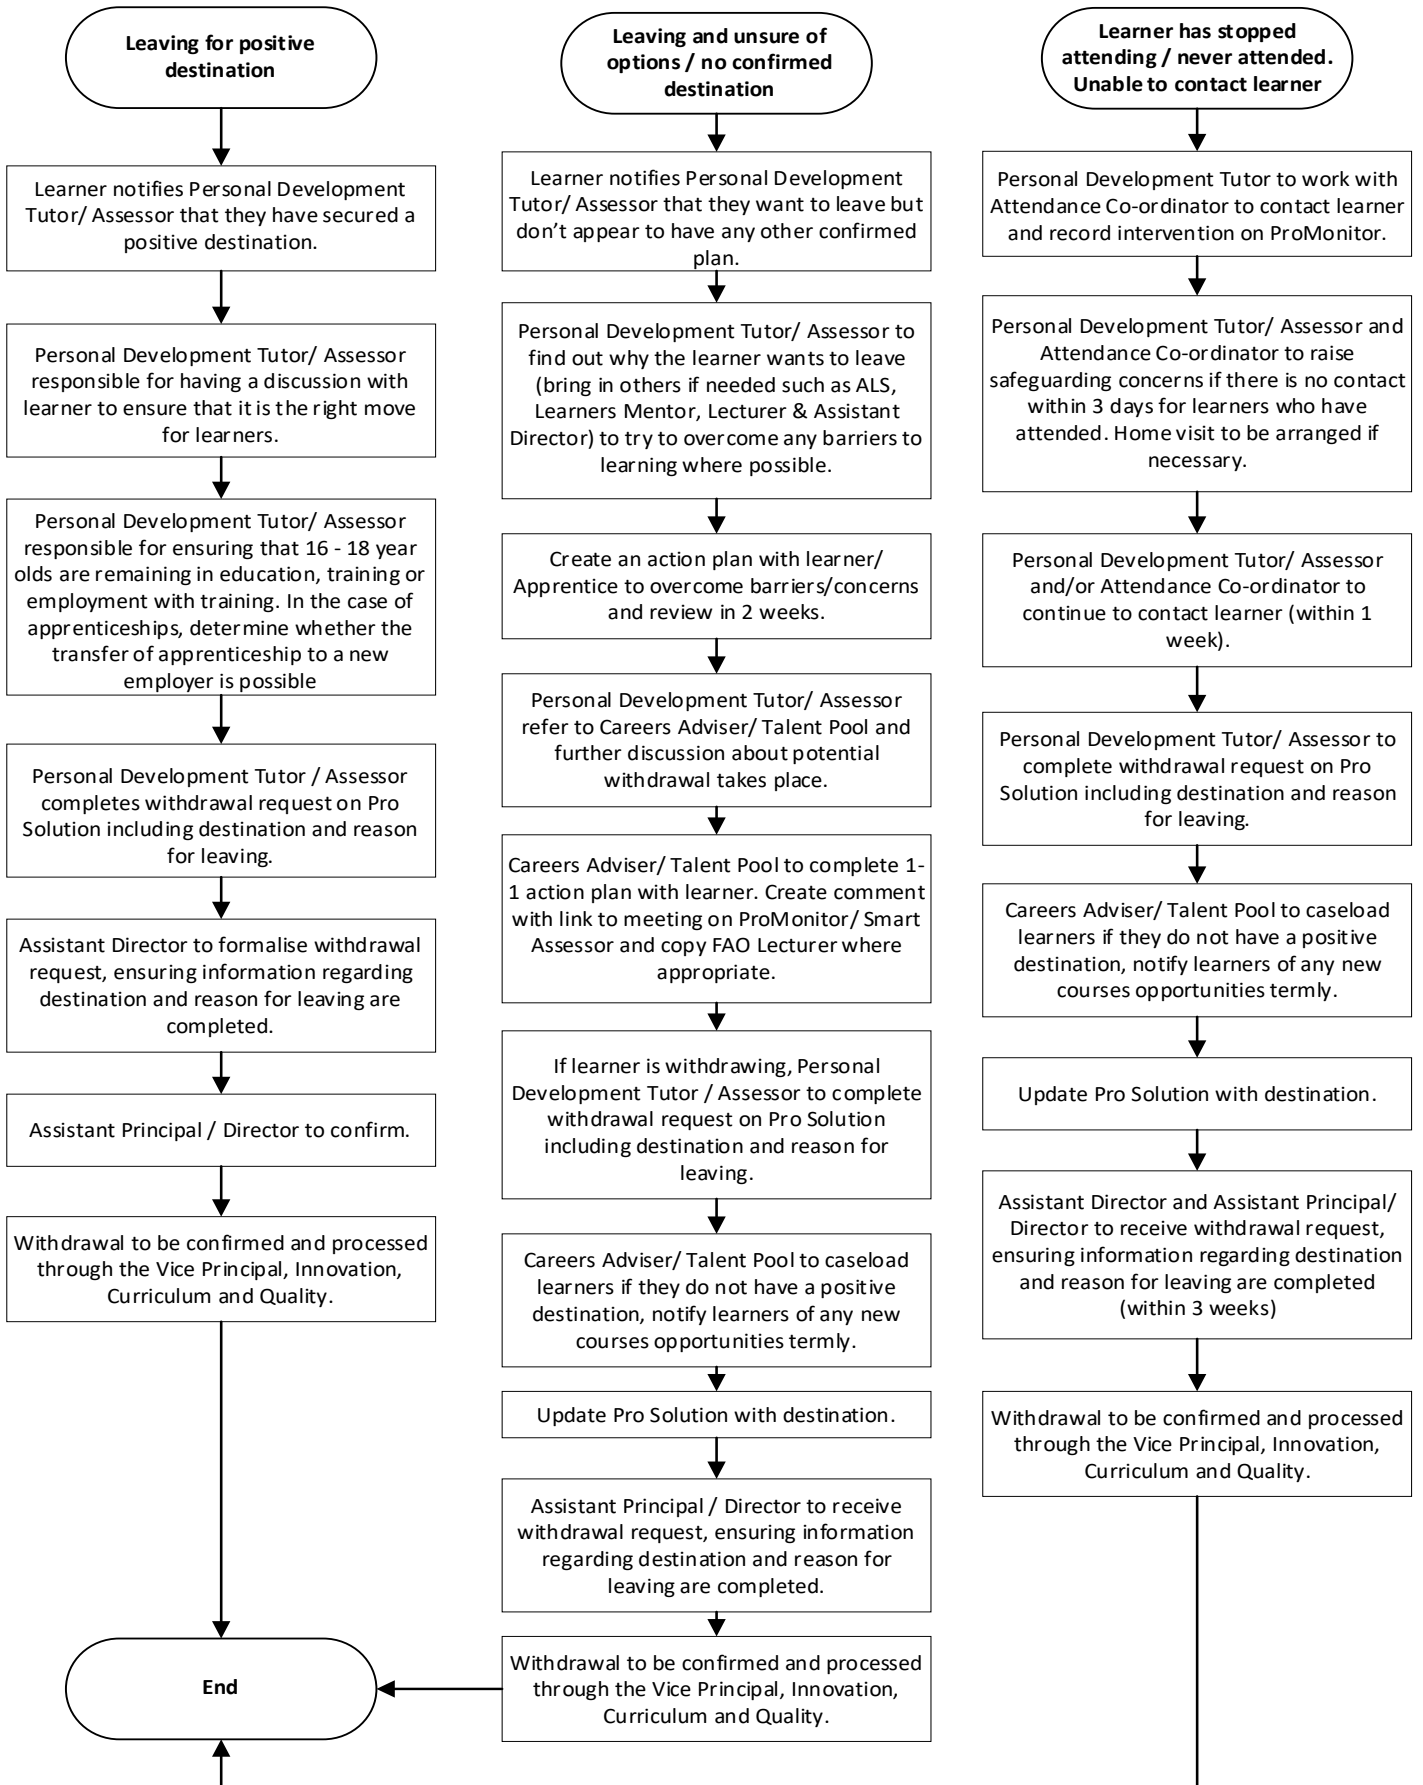 Leaving for positive
destination
Learner notifies Personal Development
Tutor/ Assessor that they have secured a
positive destination.
Personal Development Tutor/ Assessor
responsible for having a discussion with
learner to ensure that it is the right move
for learners.
Personal Development Tutor/ Assessor
responsible for ensuring that 16 - 18 year
olds are remaining in education, training or
employment with training. In the case of
apprenticeships, determine whether the
transfer of apprenticeship to a new
employer is possible
Personal Development Tutor / Assessor
completes withdrawal request on Pro
Solution including destination and reason
for leaving.
Assistant Director to formalise withdrawal
request, ensuring information regarding
destination and reason for leaving are
completed.
Assistant Principal / Director to confirm.
Withdrawal to be confirmed and processed
through the Vice Principal, Innovation,
Curriculum and Quality.
End
Leaving and unsure of
options / no confirmed
destination
Learner notifies Personal Development
Tutor/ Assessor that they want to leave but
don’t appear to have any other confirmed
plan.
Personal Development Tutor/ Assessor to
find out why the learner wants to leave
(bring in others if needed such as ALS,
Learners Mentor, Lecturer & Assistant
Director) to try to overcome any barriers to
learning where possible.
Create an action plan with learner/
Apprentice to overcome barriers/concerns
and review in 2 weeks.
Personal Development Tutor/ Assessor
refer to Careers Adviser/ Talent Pool and
further discussion about potential
withdrawal takes place.
Careers Adviser/ Talent Pool to complete 1-
1 action plan with learner. Create comment
with link to meeting on ProMonitor/ Smart
Assessor and copy FAO Lecturer where
appropriate.
If learner is withdrawing, Personal
Development Tutor / Assessor to complete
withdrawal request on Pro Solution
including destination and reason for
leaving.
Careers Adviser/ Talent Pool to caseload
learners if they do not have a positive
destination, notify learners of any new
courses opportunities termly.
Update Pro Solution with destination.
Assistant Principal / Director to receive
withdrawal request, ensuring information
regarding destination and reason for
leaving are completed.
Withdrawal to be confirmed and processed
through the Vice Principal, Innovation,
Curriculum and Quality.
Learner has stopped
attending / never attended.
Unable to contact learner
Personal Development Tutor to work with
Attendance Co-ordinator to contact learner
and record intervention on ProMonitor.
Personal Development Tutor/ Assessor and
Attendance Co-ordinator to raise
safeguarding concerns if there is no contact
within 3 days for learners who have
attended. Home visit to be arranged if
necessary.
Personal Development Tutor/ Assessor
and/or Attendance Co-ordinator to
continue to contact learner (within 1
week).
Personal Development Tutor/ Assessor to
complete withdrawal request on Pro
Solution including destination and reason
for leaving.
Careers Adviser/ Talent Pool to caseload
learners if they do not have a positive
destination, notify learners of any new
courses opportunities termly.
Update Pro Solution with destination.
Assistant Director and Assistant Principal/
Director to receive withdrawal request,
ensuring information regarding destination
and reason for leaving are completed
(within 3 weeks)
Withdrawal to be confirmed and processed
through the Vice Principal, Innovation,
Curriculum and Quality.